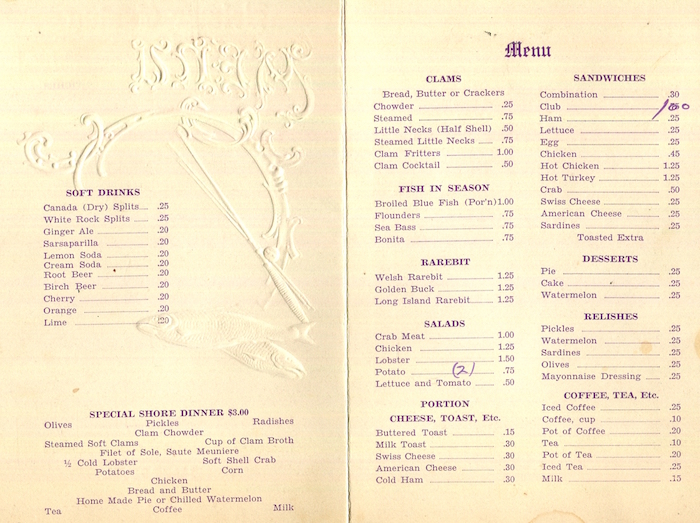 MENU
SOFT DRINKS
Canada (Dry) Splits .25
White Rock Splits .25
Ginger Ale .20
Sarsaparilla .20
Lemon Soda .20
Cream Soda .20
Root Beer .20
Birch Beer .20
Cherry .20
Orange .20
Lime .20
SPECIAL SHORE DINNER $3.00
Olives Pickles Radishes
Clam Chowder
Steamed Soft Clams Cup of Clam Broth
Filet of Sole, Saute Meuniere
½ Cold Lobster Soft Shell Crab
Potatoes Corn
Chicken
Bread and Butter
Home Made Pie or Chilled Watermelon
Tea Coffee Milk
Menu
CLAMS
Bread, Butter or Crackers
Chowder .25
Steamed .75
Little Necks (Half Shell) .50
Steamed Little Necks .75
Clam Fritters 1.00
Clam Cocktail .50
FISH IN SEASON
Broiled Blue Fish (Por'n) 1.00
Flounders .75
Sea Bass .75
Bonita .75
RAREBIT
Welsh Rarebit 1.25
Golden Buck 1.25
Long Island Rarebit 1.25
SALADS
Crab Meat 1.00
Chicken 1.25
Lobster 1.50
Potato (2) .75
Lettuce and Tomato .50
PORTION
CHEESE, TOAST, Etc.
Buttered Toast .15
Milk Toast .30
Swiss Cheese .30
American Cheese .30
Cold Ham .30
SANDWICHES
Combination .30
Club
Ham .25
Lettuce .25
Egg .25
Chicken .45
Hot Chicken 1.25
Hot Turkey 1.25
Crab .50
Swiss Cheese .25
American Cheese .25
Sardines .25
Toasted Extra
DESSERTS
Pie .25
Cake .25
Watermelon .25
RELISHES
Pickles .25
Watermelon .25
Sardines .25
Olives .25
Mayonnaise Dressing .25
COFFEE, TEA, Etc.
Iced Coffee .25
Coffee, cup .10
Pot of Coffee .20
Tea .10
Pot of Tea .20
Iced Tea .25
Milk .15